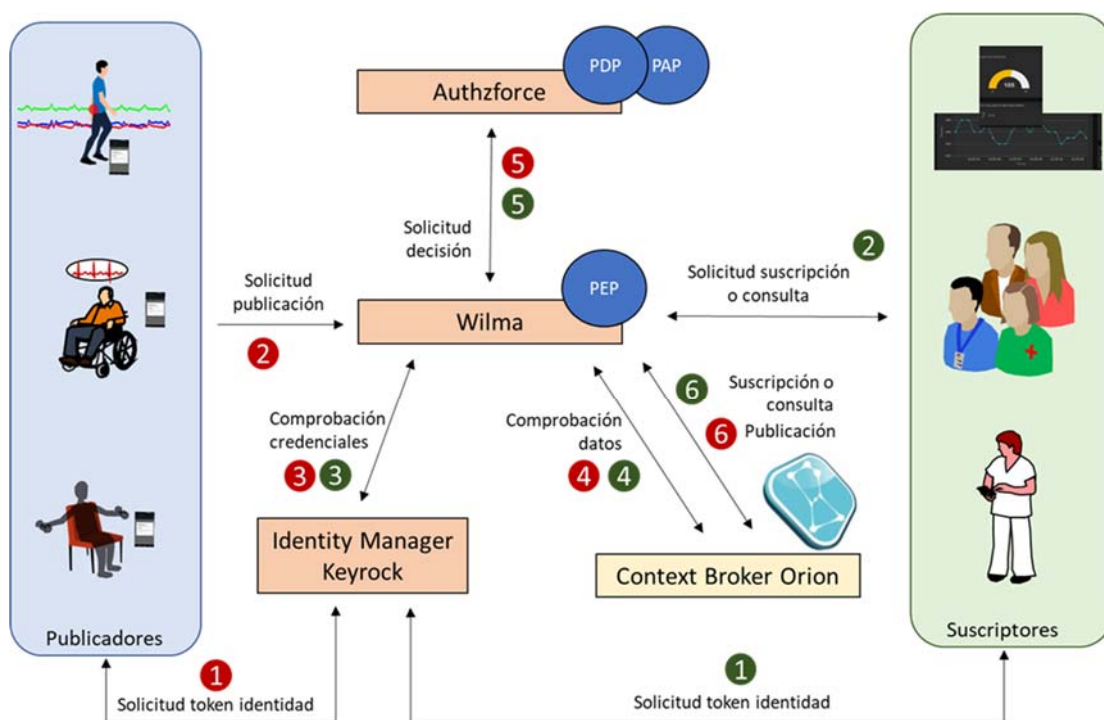 PDP
PAP
Authzforce
5
5
Solicitud
decisión
2
Solicitud suscripción
o consulta
Solicitud
publicación
2
PEP
Wilma
Comprobación
credenciales
3 3
Comprobación
datos
4 4
6
6
Suscripción o
consulta
Publicación
Identity Manager
Keyrock
Context Broker Orion
Publicadores
Suscriptores
1
Solicitud token identidad
1
Solicitud token identidad